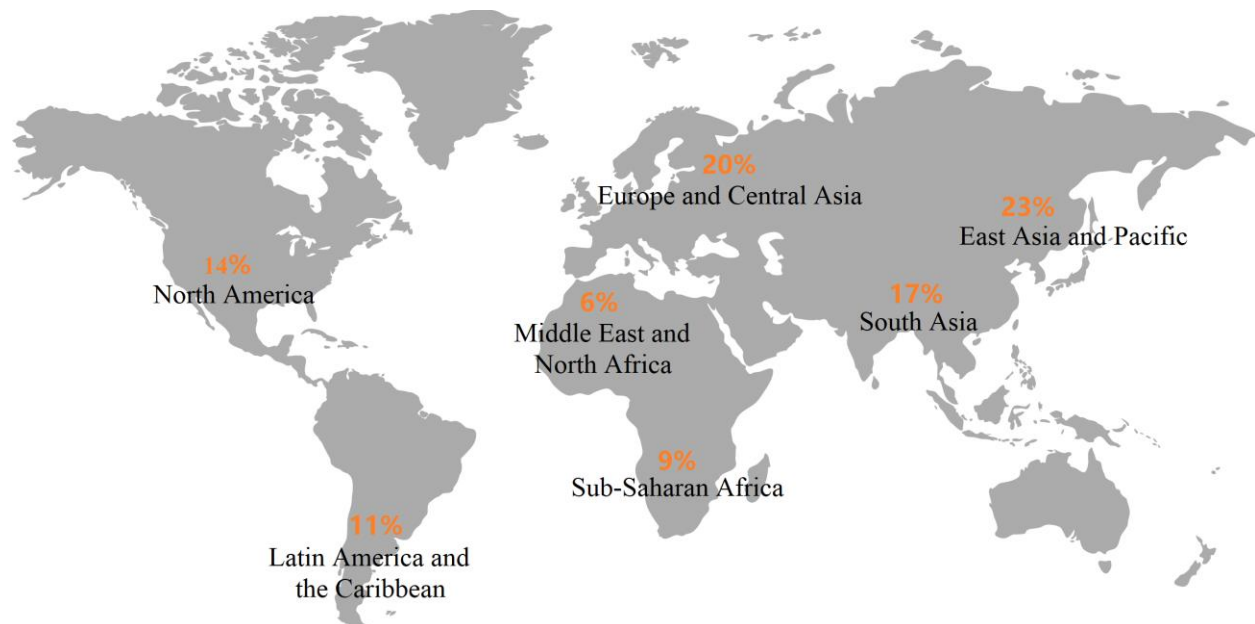 20%
Europe and Central Asia
23%
East Asia and Pacific
14%
North America
6%
Middle East and
North Africa
17%
South Asia
9%
Sub-Saharan Africa
11%
Latin America and
the Caribbean